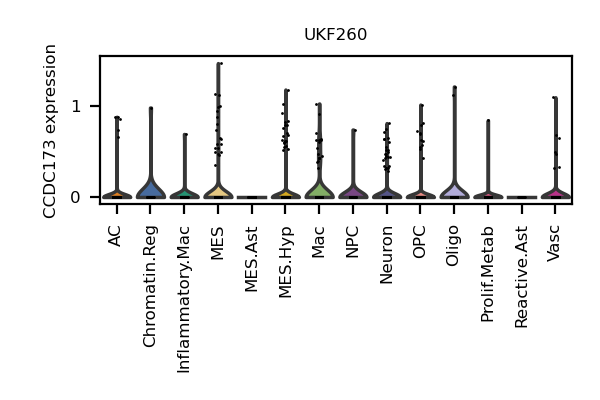 UKF260
CCDC173 expression
1
0
AC
Chromatin.Reg
Inflammatory.Mac
MES
MES.Ast
MES.Hyp
Mac
NPC
Neuron
OPC
Oligo
Prolif.Metab
Reactive.Ast
Vasc